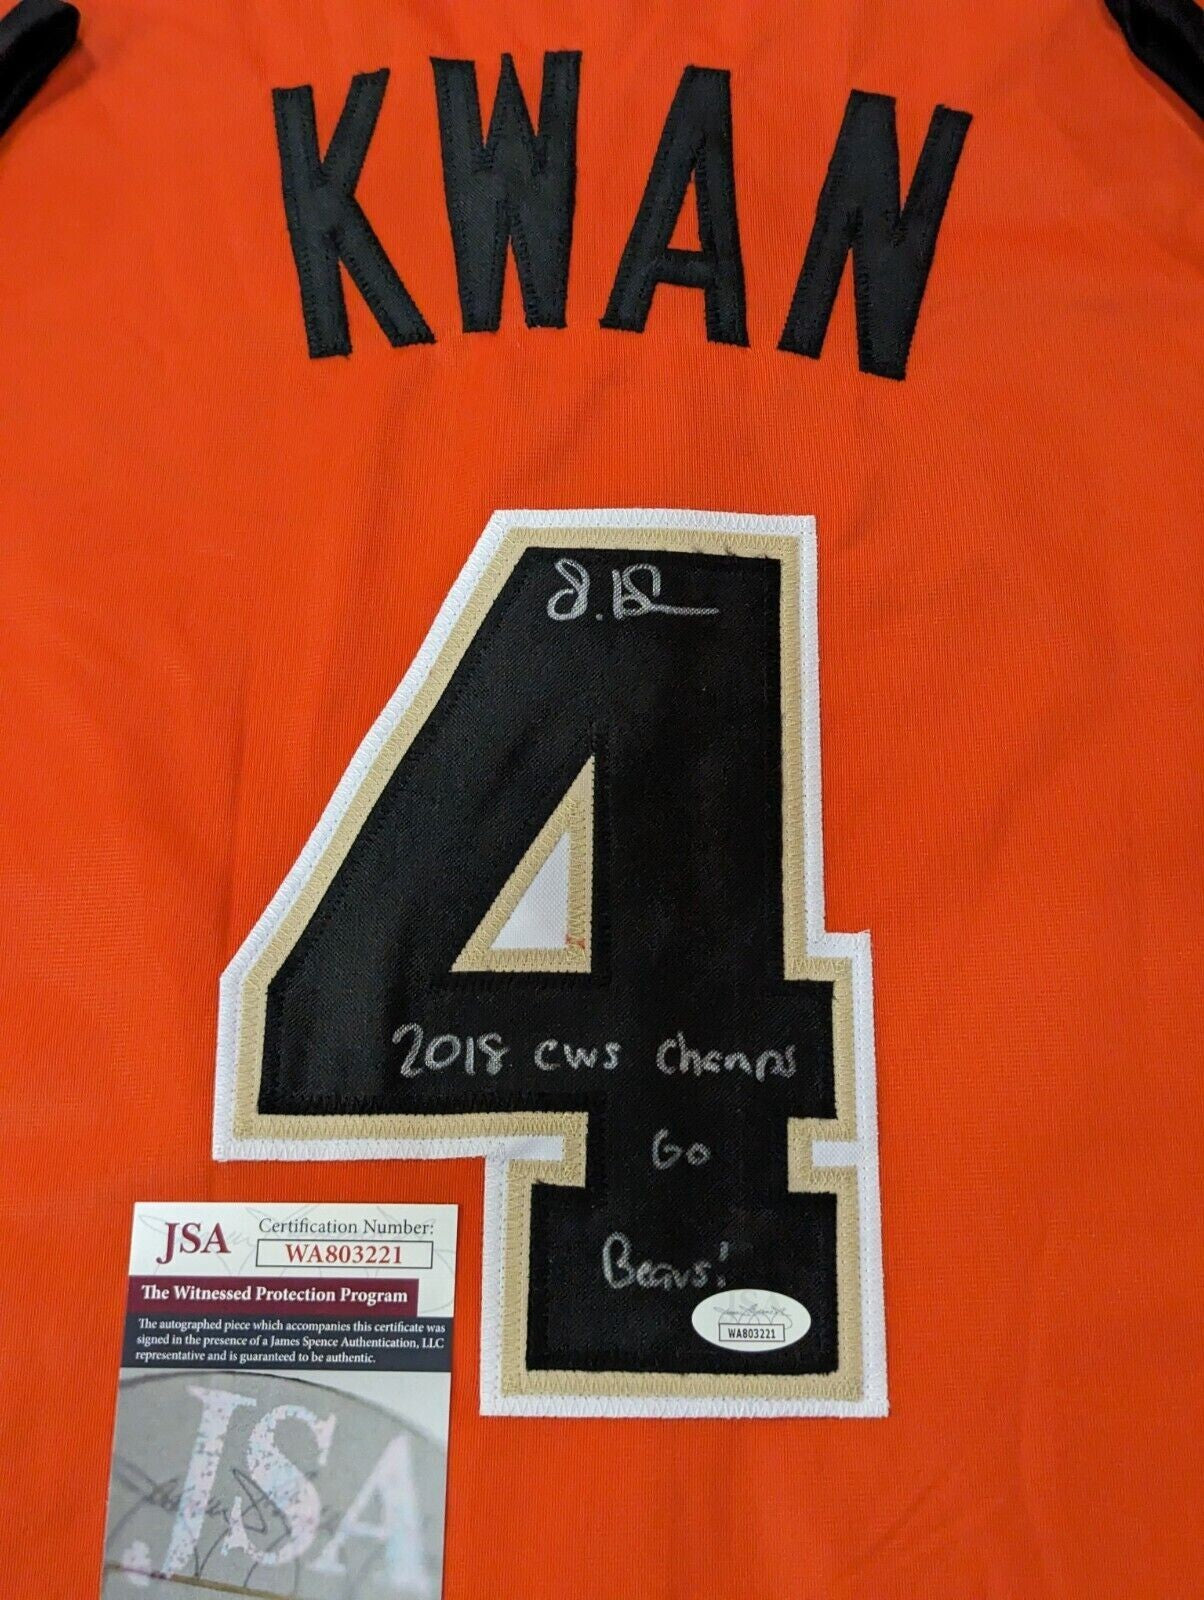 KWAN
4
2018 CWS Champs
Go
Beavs!
JSA
Certification Number:
WA803221
The Witnessed Protection Program
The autographed piece which accompanies this certificate was
signed in the presence of a James Spence Authentication, LLC
representative and is guaranteed to be authentic.
JSA
WA803221